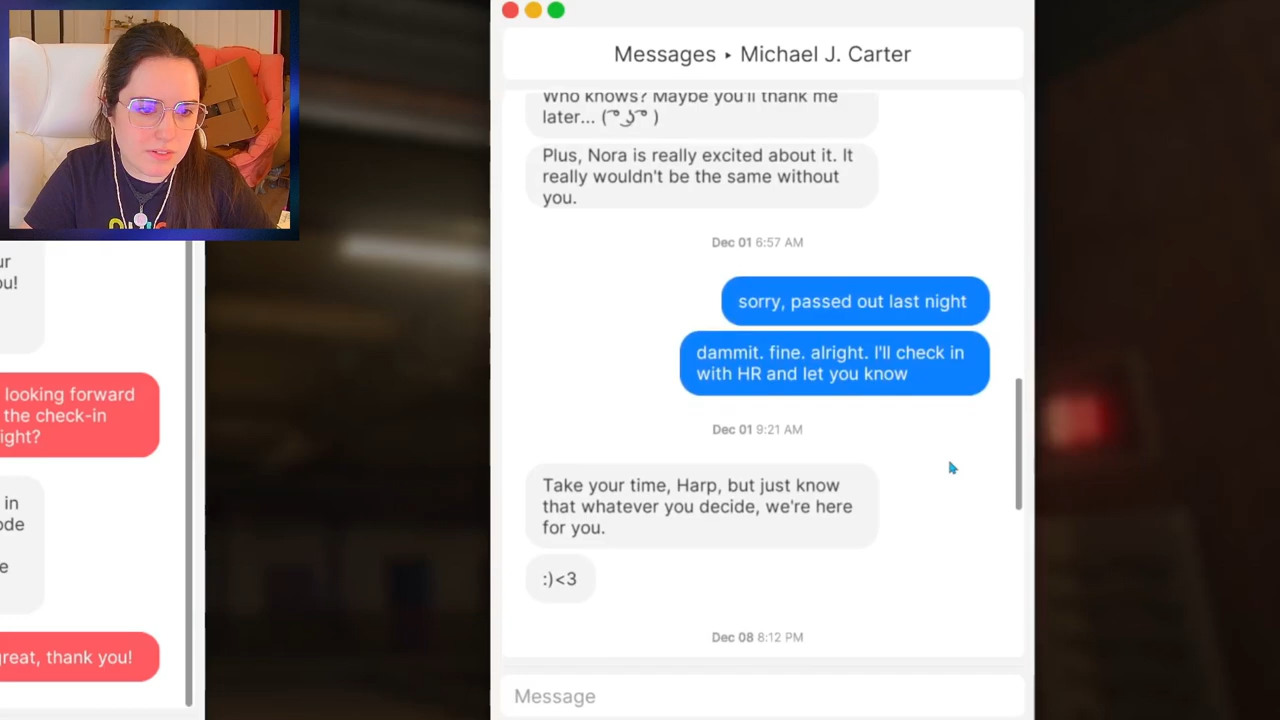 Messages ▸ Michael J. Carter
Who knows? Maybe you'll thank me
later... ( ͡° ͜ʖ ͡° )
Plus, Nora is really excited about it. It
really wouldn't be the same without
you.
Dec 01 6:57 AM
sorry, passed out last night
dammit. fine. alright. I'll check in
with HR and let you know
Dec 01 9:21 AM
Take your time, Harp, but just know
that whatever you decide, we're here
for you.
:)<3
Dec 08 8:12 PM
Message
ur
ou!
looking forward
the check-in
ight?
in
ode
e
great, thank you!